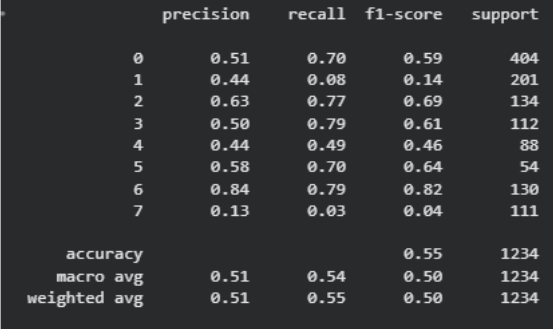 precision recall f1-score support
0 0.51 0.70 0.59 404
1 0.44 0.08 0.14 201
2 0.63 0.77 0.69 134
3 0.50 0.79 0.61 112
4 0.44 0.49 0.46 88
5 0.58 0.70 0.64 54
6 0.84 0.79 0.82 130
7 0.13 0.03 0.04 111
accuracy 0.55 1234
macro avg 0.51 0.54 0.50 1234
weighted avg 0.51 0.55 0.50 1234